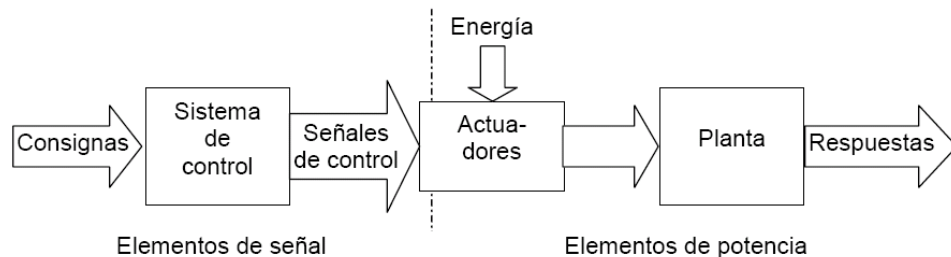 Energía
Consignas
Sistema
de
control
Señales
de control
Actua-
dores
Planta
Respuestas
Elementos de señal
Elementos de potencia